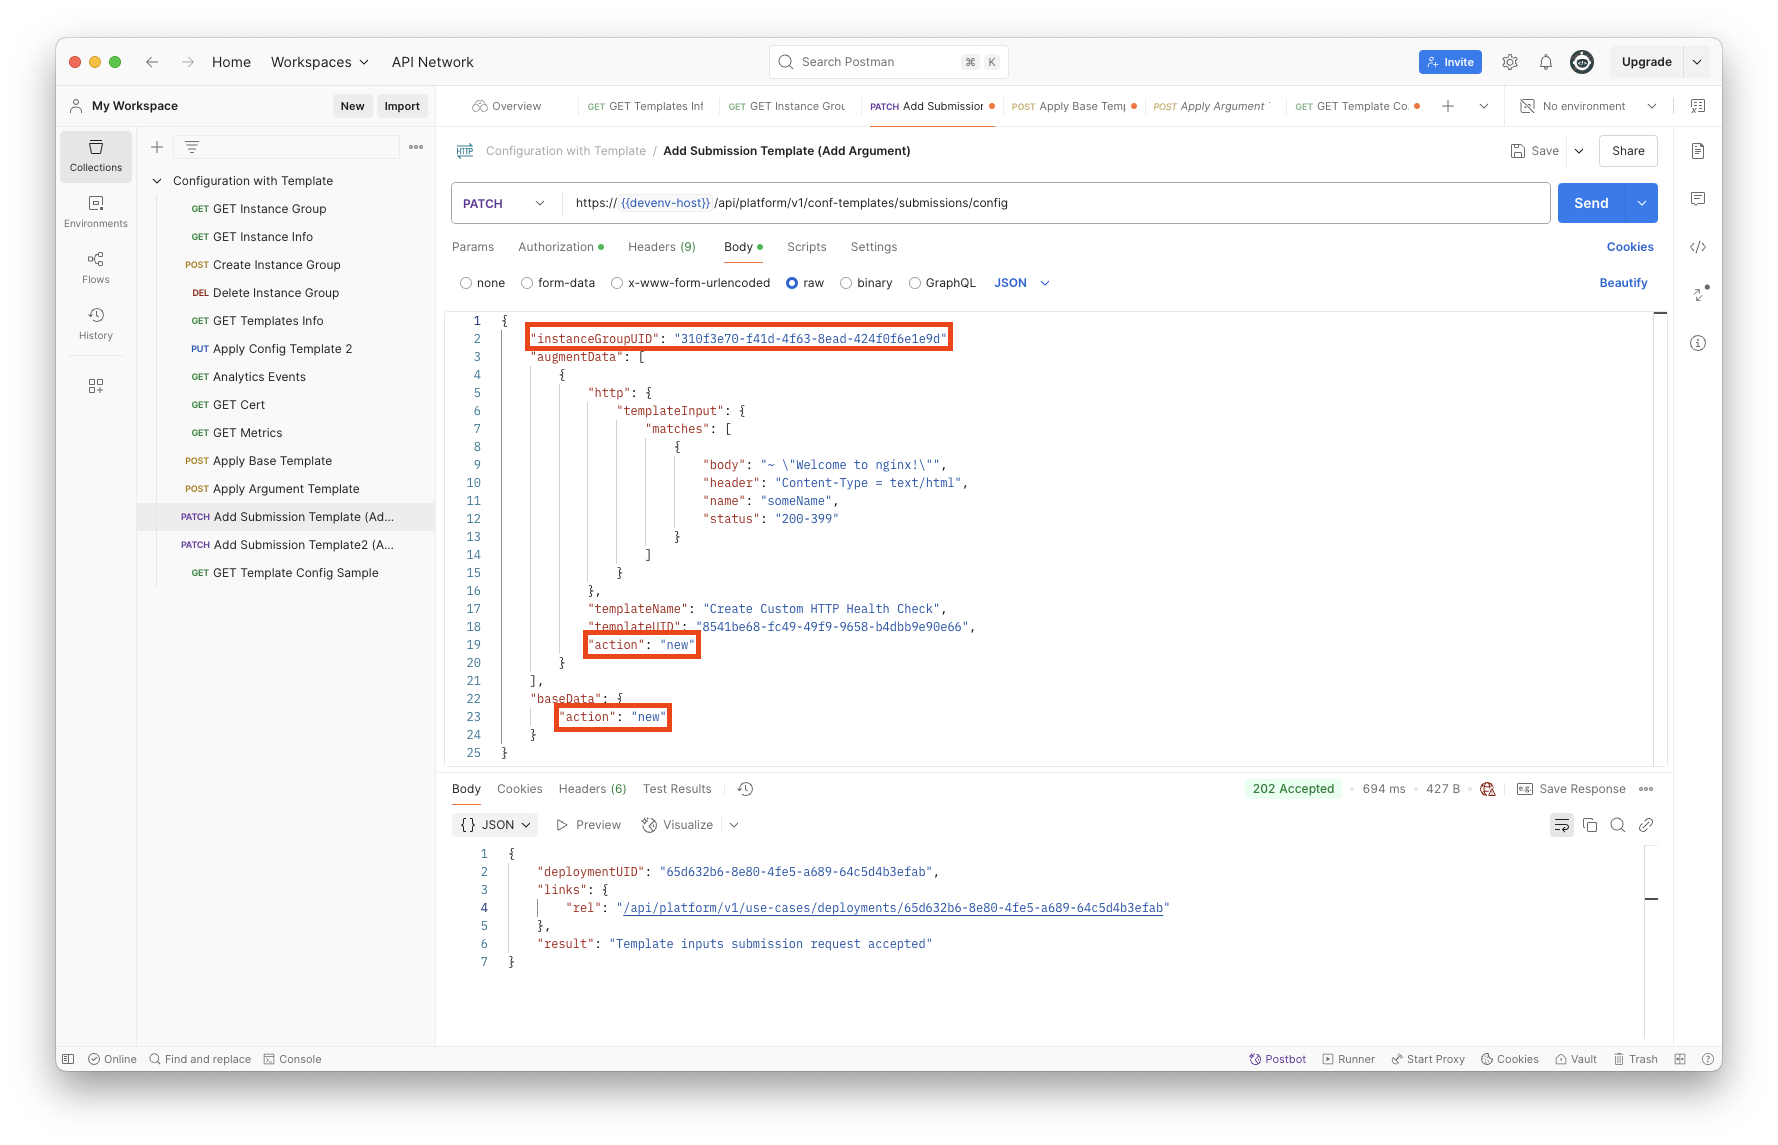 Home
Workspaces
API Network
Search Postman
⌘
K
Invite
Upgrade
My Workspace
New
Import
Overview
GET GET Templates Inf
GET GET Instance Grou
PATCH Add Submission
POST Apply Base Temp
POST Apply Argument
GET GET Template Co.
No environment
Collections
Environments
Flows
History
Configuration with Template
GET GET Instance Group
GET GET Instance Info
POST Create Instance Group
DEL Delete Instance Group
GET GET Templates Info
PUT Apply Config Template 2
GET Analytics Events
GET GET Cert
GET GET Metrics
POST Apply Base Template
POST Apply Argument Template
PATCH Add Submission Template (Ad...
PATCH Add Submission Template2 (A...
GET GET Template Config Sample
HTTP Configuration with Template / Add Submission Template (Add Argument)
Save
Share
PATCH
https:// {{devenv-host}} /api/platform/v1/conf-templates/submissions/config
Send
Params
Authorization
Headers (9)
Body
Scripts
Settings
Cookies
none
form-data
x-www-form-urlencoded
raw
binary
GraphQL
JSON
Beautify
1 {
2 "instanceGroupUID": "310f3e70-f41d-4f63-8ead-424f0f6e1e9d"
3 "augmentData": [
4 {
5 "http": {
6 "templateInput": {
7 "matches": [
8 {
9 "body": "~ \"Welcome to nginx!\"",
10 "header": "Content-Type = text/html",
11 "name": "someName",
12 "status": "200-399"
13 }
14 ]
15 }
16 },
17 "templateName": "Create Custom HTTP Health Check",
18 "templateUID": "8541be68-fc49-49f9-9658-b4dbb9e90e66",
19 "action": "new"
20 }
21 ],
22 "baseData": {
23 "action": "new"
24 }
25 }
Body
Cookies
Headers (6)
Test Results
202 Accepted
694 ms
427 B
e.g. Save Response
{} JSON
Preview
Visualize
1 {
2 "deploymentUID": "65d632b6-8e80-4fe5-a689-64c5d4b3efab",
3 "links": {
4 "rel": "/api/platform/v1/use-cases/deployments/65d632b6-8e80-4fe5-a689-64c5d4b3efab"
5 },
6 "result": "Template inputs submission request accepted"
7 }
Online
Find and replace
Console
Postbot
Runner
Start Proxy
Cookies
Vault
Trash